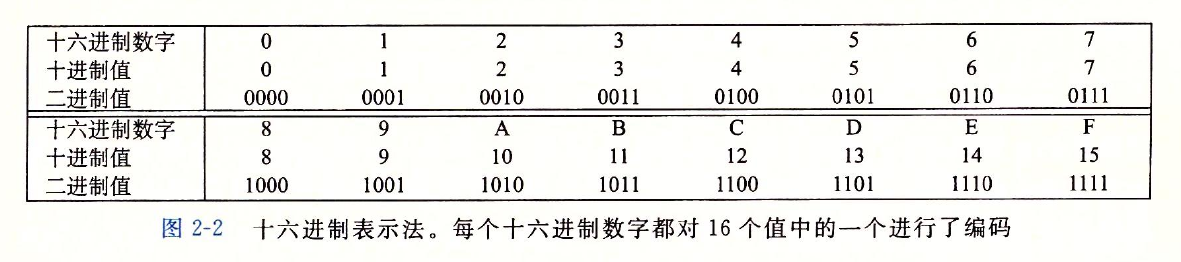 十六进制数字 0 1 2 3 4 5 6 7
十进制值 0 1 2 3 4 5 6 7
二进制值 0000 0001 0010 0011 0100 0101 0110 0111
十六进制数字 8 9 A B C D E F
十进制值 8 9 10 11 12 13 14 15
二进制值 1000 1001 1010 1011 1100 1101 1110 1111
图 2-2 十六进制表示法。每个十六进制数字都对 16 个值中的一个进行了编码